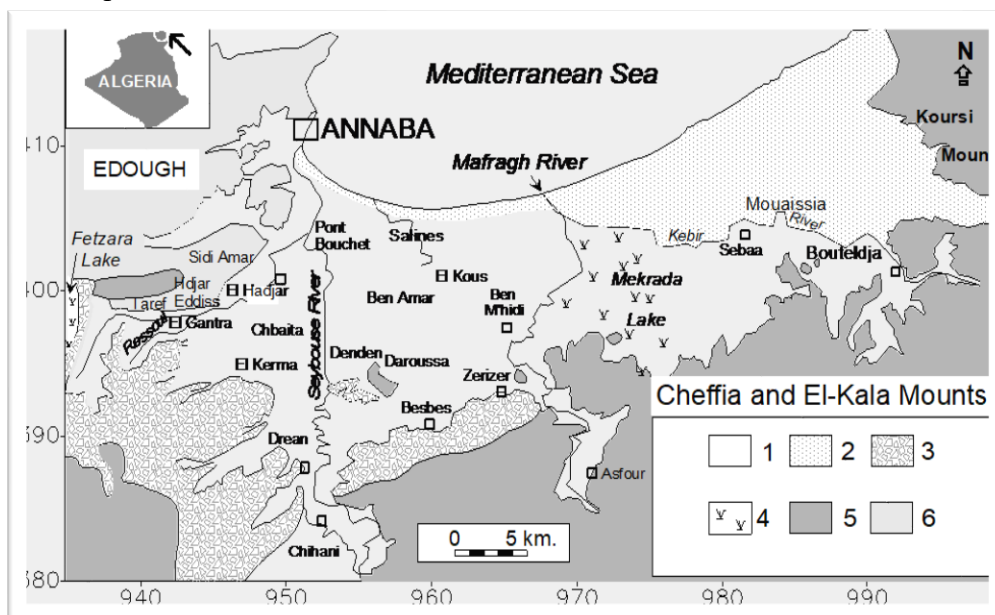 ALGERIA
Mediterranean Sea
N
ANNABA
Koursi
Moun
410
Mafragh River
EDOUGH
Mouaissia
River
Fetzara
Lake
Pont
Bouchet
Salines
Kebir
Sebaa
Bouteldja
Sidi Amar
Hdjar
Eddiss
El Hadjar
El Kous
Mekrada
Lake
400
Taref
Ben Amar
Ben
M'hidi
Ressoul
El Gantra
Chbaita
Seybouse River
El Kerma
Denden
Daroussa
Zerizer
Cheffia and El-Kala Mounts
Besbes
690
Drean
1
2
3
Asfour
4
5
6
0 5 km.
Chihani
680
940
950
960
970
980
990